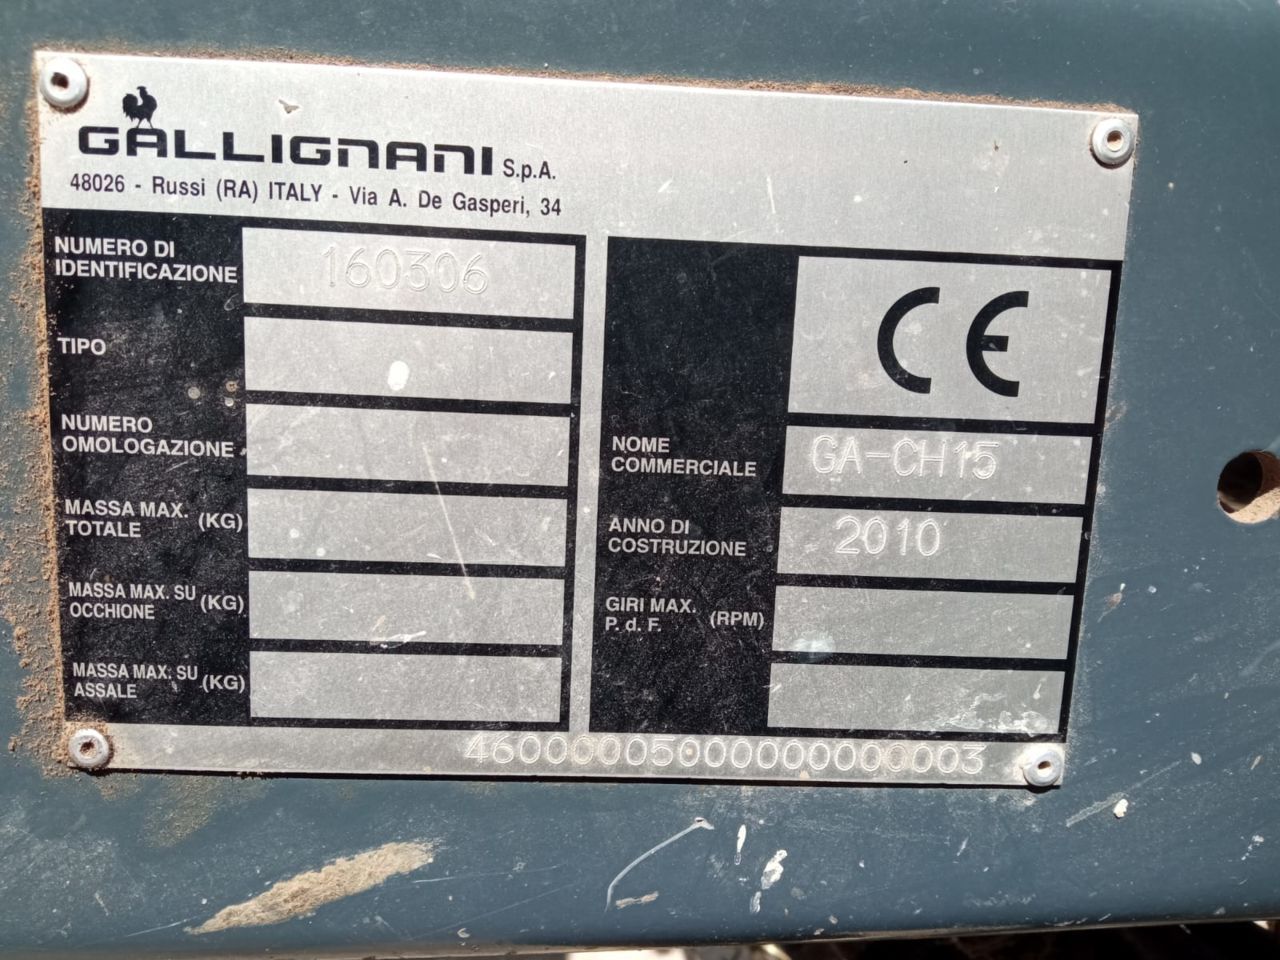 GALLIGNANI S.p.A.
48026 - Russi (RA) ITALY - Via A. De Gasperi, 34
NUMERO DI
IDENTIFICAZIONE
160306
TIPO
NUMERO
OMOLOGAZIONE
MASSA MAX. (KG)
TOTALE
MASSA MAX. SU (KG)
OCCHIONE
MASSA MAX. SU (KG)
ASSALE
CE
NOME
COMMERCIALE
GA-CH15
ANNO DI
COSTRUZIONE
2010
GIRI MAX. (RPM)
P. d. F.